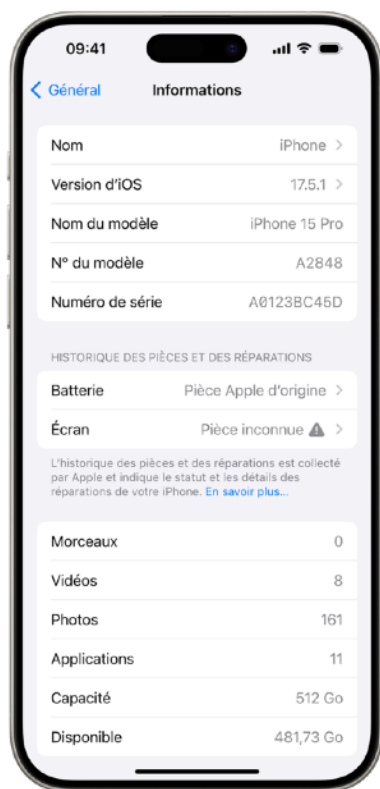 09:41
Général Informations
Nom iPhone
Version d'iOS 17.5.1
Nom du modèle iPhone 15 Pro
N° du modèle A2848
Numéro de série A0123BC45D
HISTORIQUE DES PIÈCES ET DES RÉPARATIONS
Batterie Pièce Apple d'origine
Écran Pièce inconnue
L'historique des pièces et des réparations est collecté
par Apple et indique le statut et les détails des
réparations de votre iPhone. En savoir plus...
Morceaux 0
Vidéos 8
Photos 161
Applications 11
Capacité 512 Go
Disponible 481,73 Go